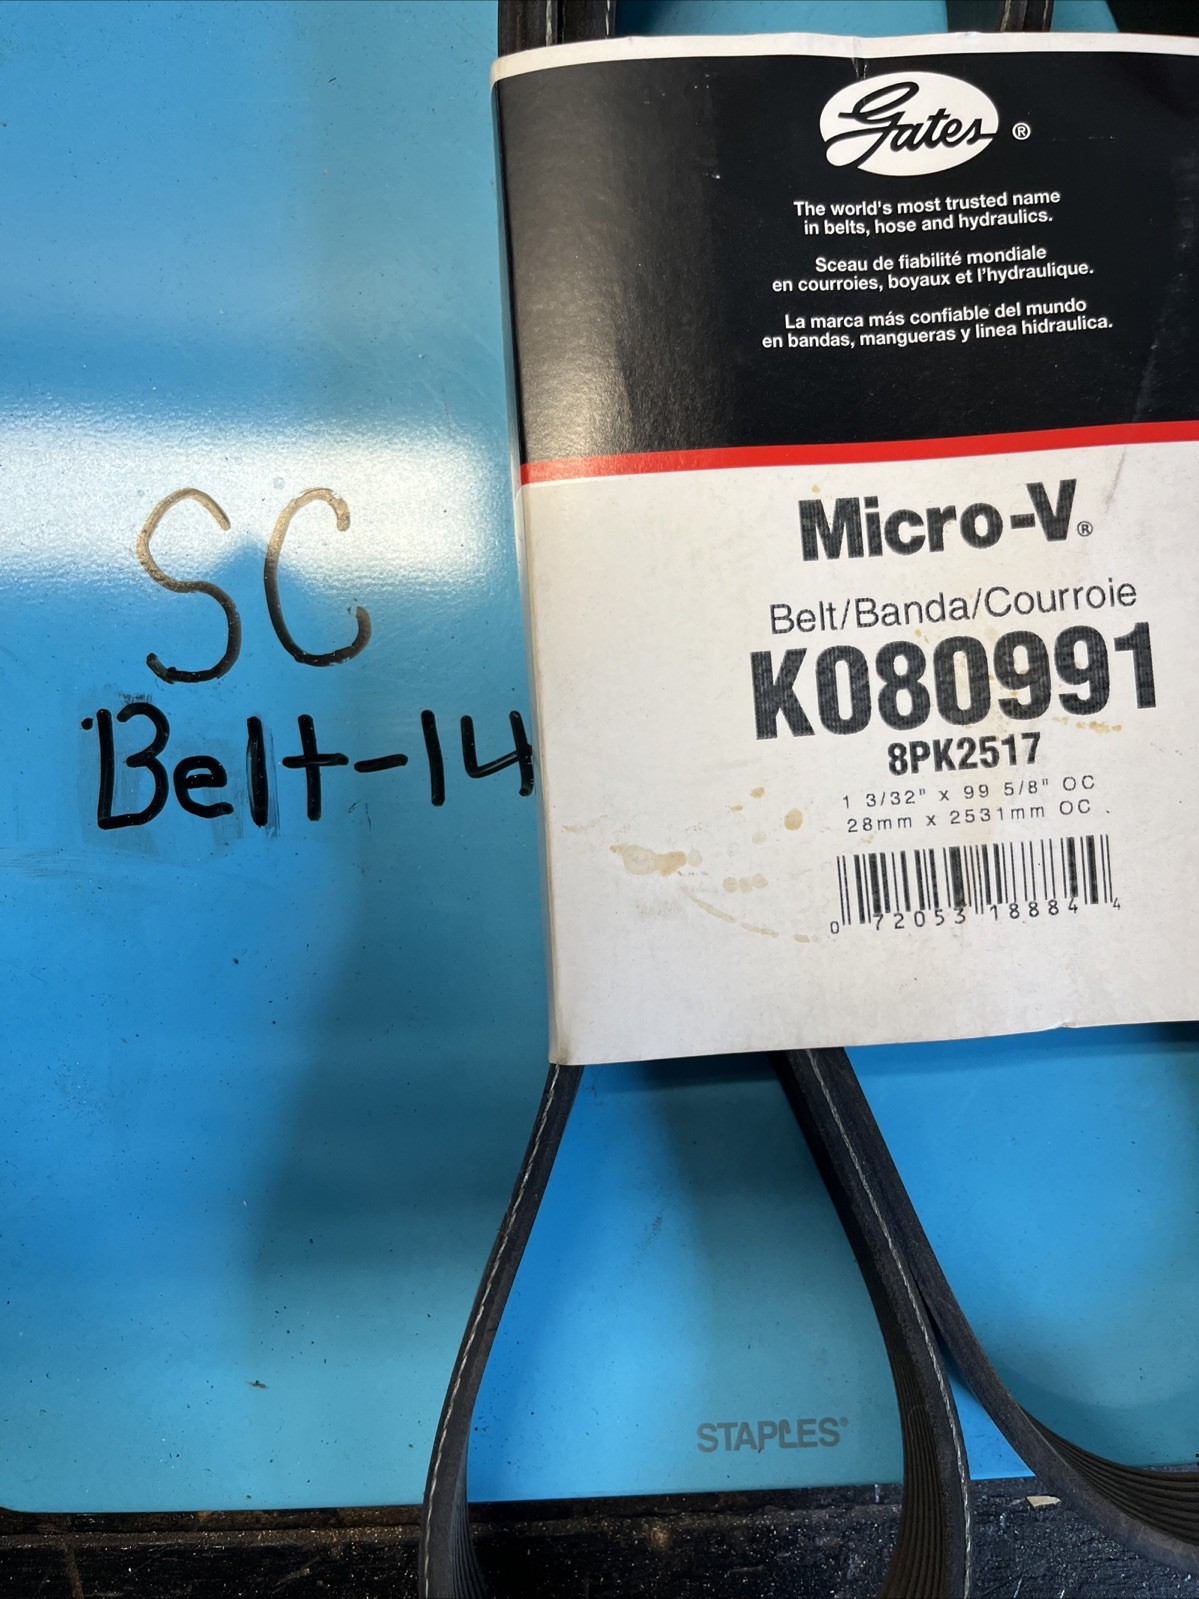 Gates ®
The world's most trusted name
in belts, hose and hydraulics.
Sceau de fiabilité mondiale
en courroies, boyaux et l'hydraulique.
La marca más confiable del mundo
en bandas, mangueras y linea hidraulica.
Micro-V®
Belt/Banda/Courroie
K080991
8PK2517
1 3/32" x 99 5/8" OC
28mm x 2531mm OC .
0 72053 18884 4
SC
Belt-14
STAPLES®